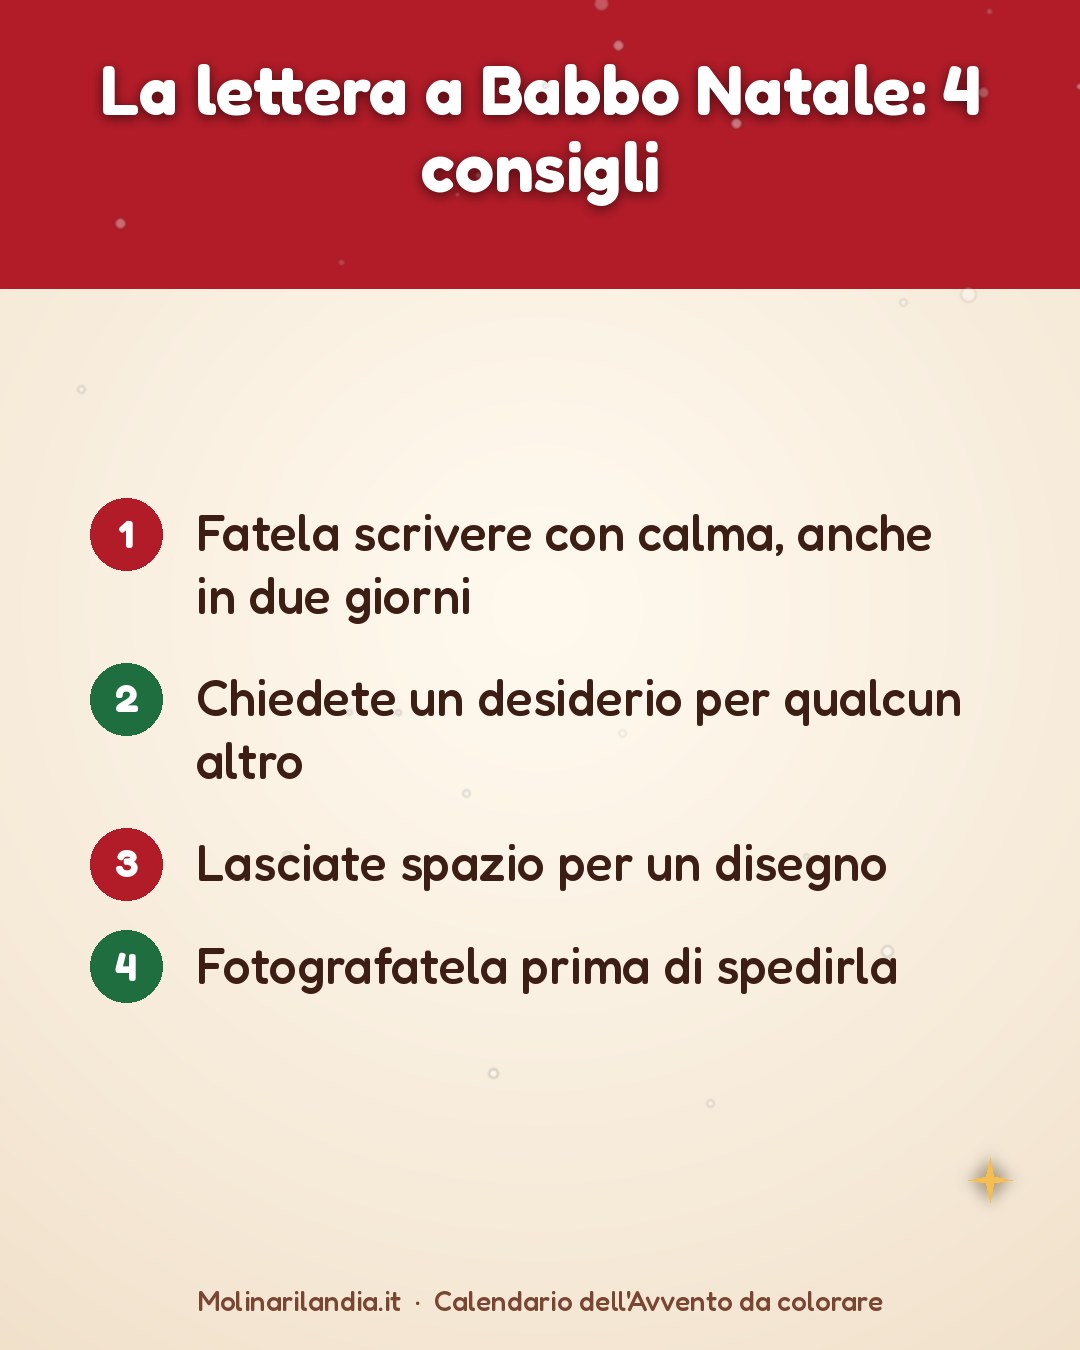 La lettera a Babbo Natale: 4
consigli
1 Fatela scrivere con calma, anche
in due giorni
2 Chiedete un desiderio per qualcun
altro
3 Lasciate spazio per un disegno
4 Fotografatela prima di spedirla
Molinarilandia.it · Calendario dell'Avvento da colorare